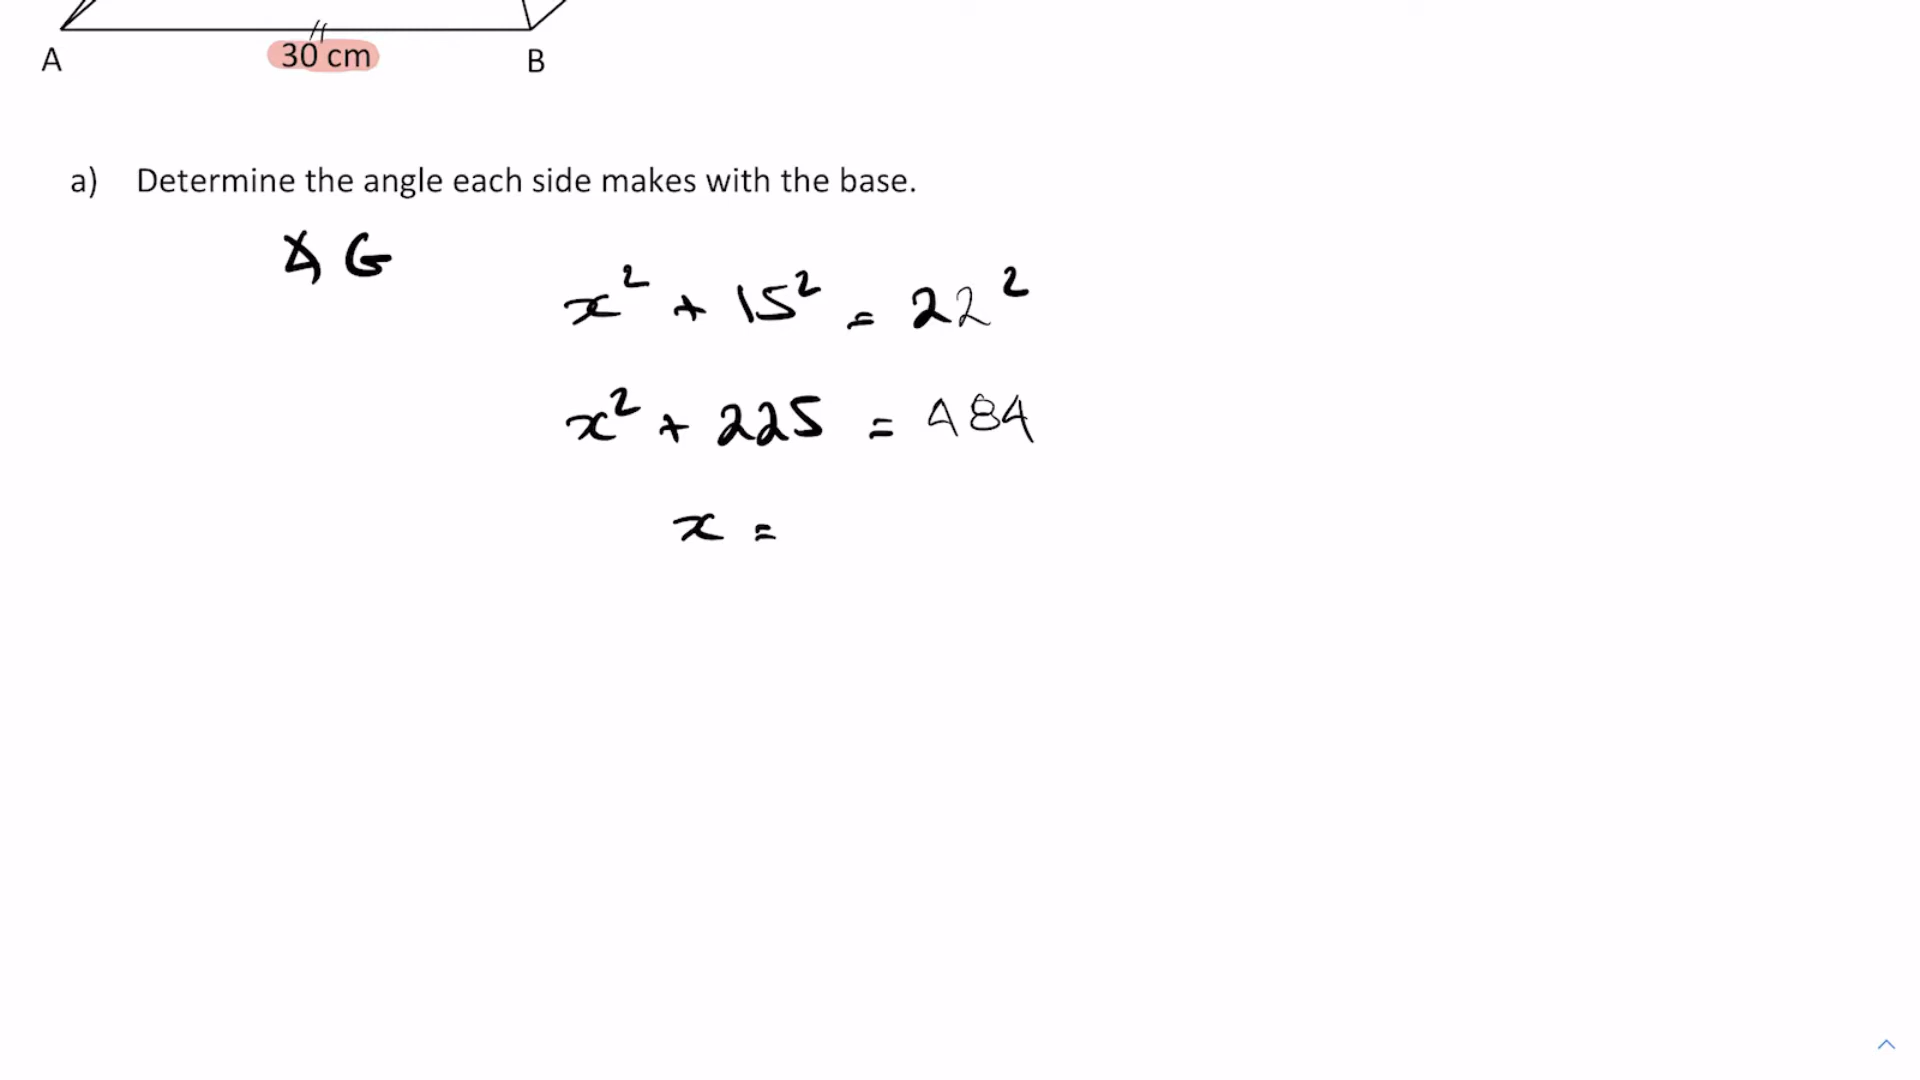 30 cm
A B
a) Determine the angle each side makes with the base.
∡ G
x² + 15² = 22²
x² + 225 = 484
x =